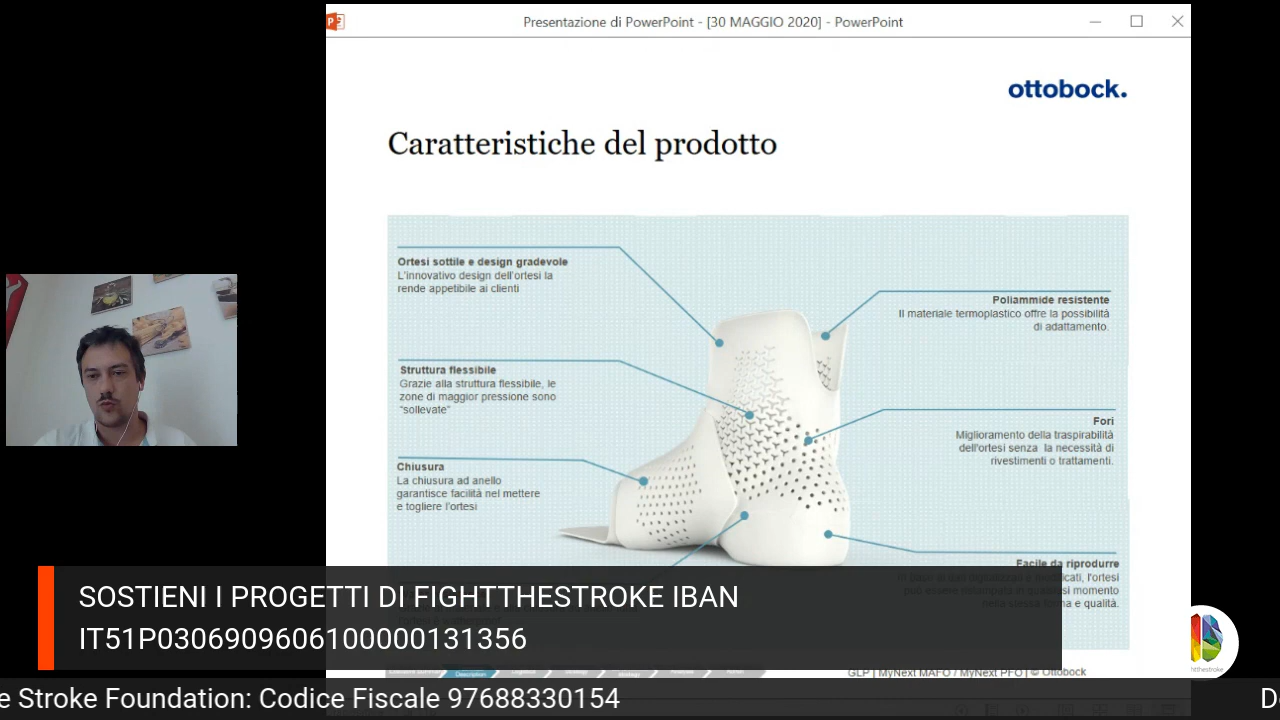 Presentazione di PowerPoint - [30 MAGGIO 2020] - PowerPoint
ottobock.
Caratteristiche del prodotto
Ortesi sottile e design gradevole
L'innovativo design dell'ortesi la
rende appetibile ai clienti
Poliammide resistente
Il materiale termoplastico offre la possibilità
di adattamento.
Struttura flessibile
Grazie alla struttura flessibile, le
zone di maggior pressione sono
"sollevate"
Fori
Miglioramento della traspirabilità
dell'ortesi senza la necessità di
rivestimenti o trattamenti.
Chiusura
La chiusura ad anello
garantisce facilità nel mettere
e togliere l'ortesi
Facile da riprodurre
l'ortesi
momento
e qualità.
SOSTIENI I PROGETTI DI FIGHTTHESTROKE IBAN
IT51P0306909606100000131356
Description
GLP | MyNext MAFO / MyNext PFO | © Ottobock
e Stroke Foundation: Codice Fiscale 97688330154